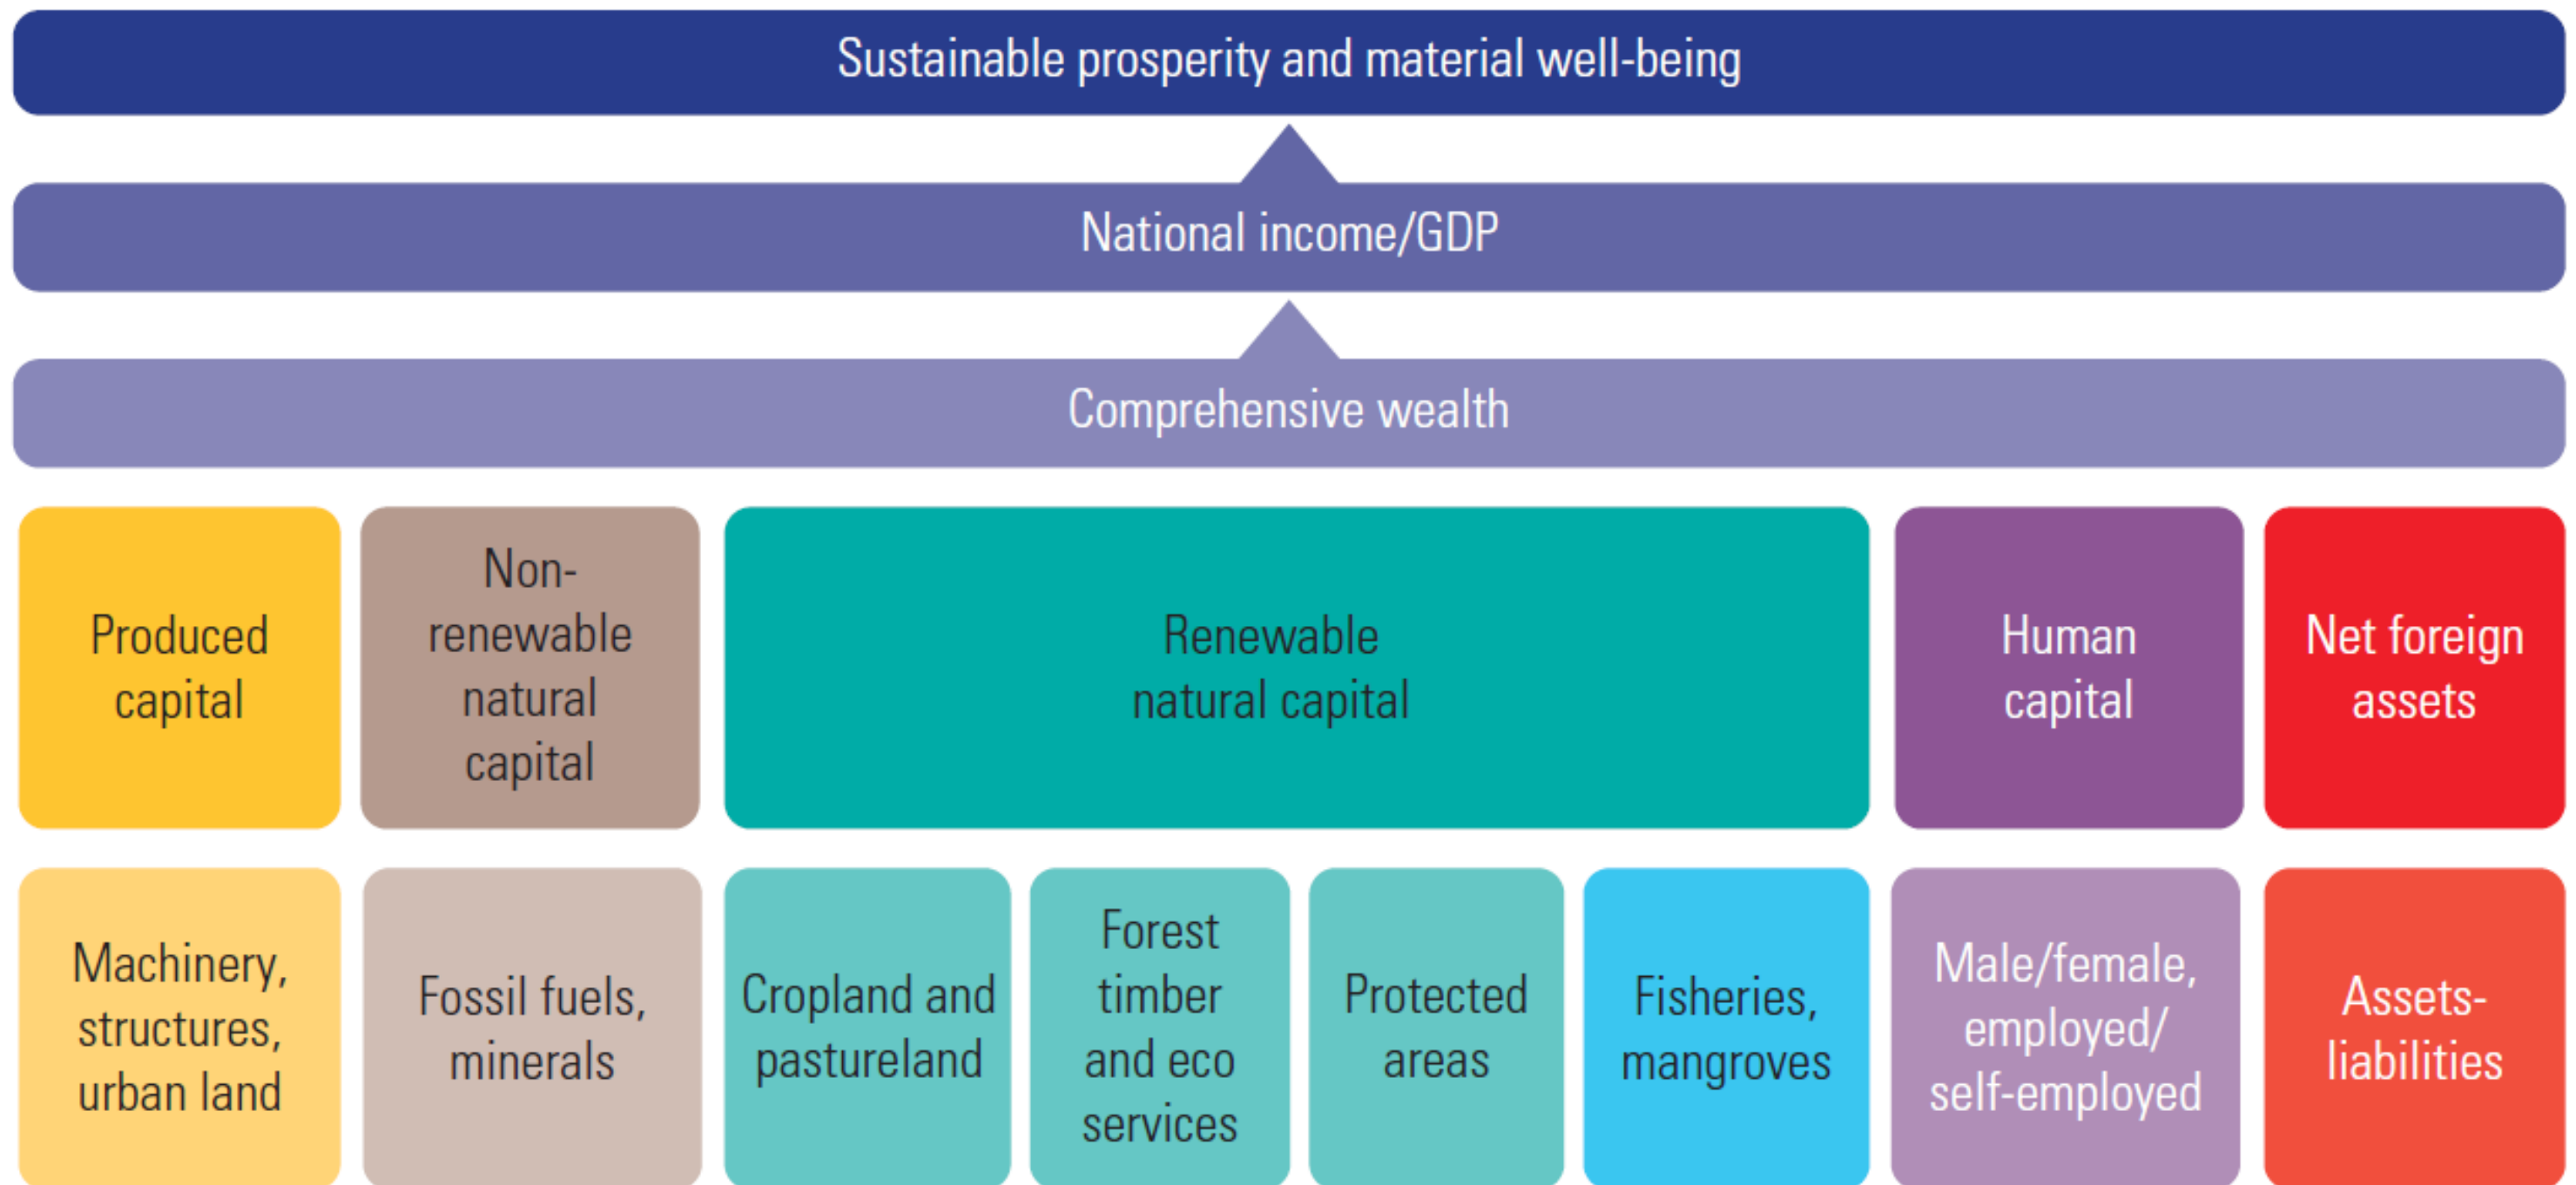 Sustainable prosperity and material well-being
National income/GDP
Comprehensive wealth
Produced
capital
Non-
renewable
natural
capital
Renewable
natural capital
Human
capital
Net foreign
assets
Machinery,
structures,
urban land
Fossil fuels,
minerals
Cropland and
pastureland
Forest
timber
and eco
services
Protected
areas
Fisheries,
mangroves
Male/female,
employed/
self-employed
Assets-
liabilities